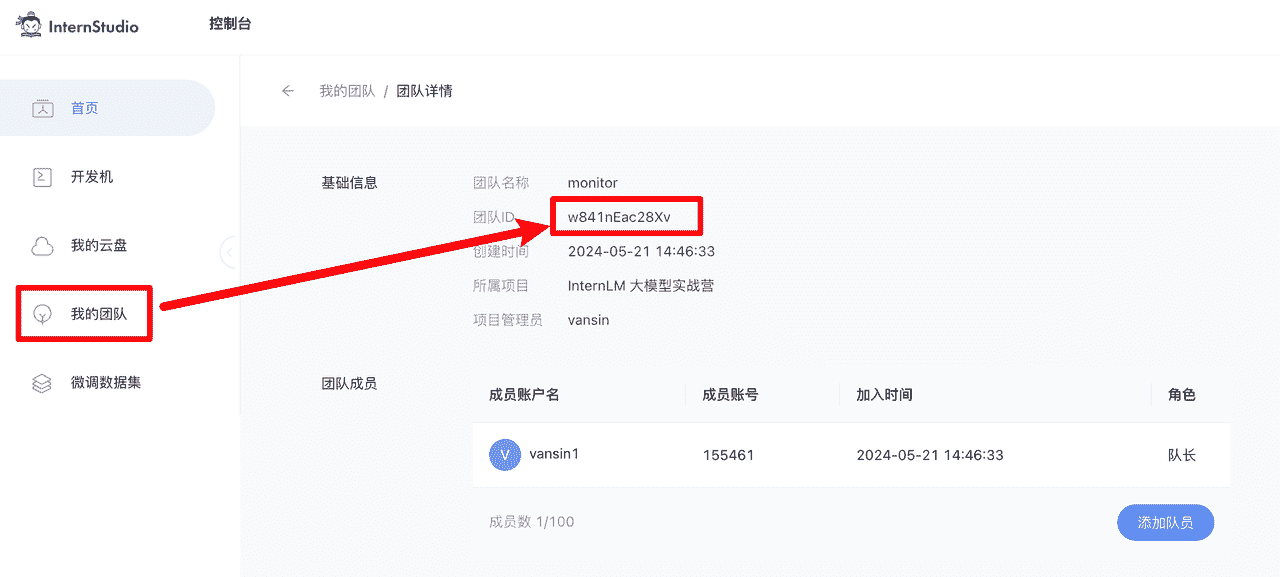 InternStudio
控制台
首页
开发机
我的云盘
我的团队
微调数据集
我的团队 / 团队详情
基础信息
团队名称 monitor
团队ID w841nEac28Xv
创建时间 2024-05-21 14:46:33
所属项目 InternLM 大模型实战营
项目管理员 vansin
团队成员
成员账户名 成员账号 加入时间 角色
V vansin1 155461 2024-05-21 14:46:33 队长
成员数 1/100
添加队员